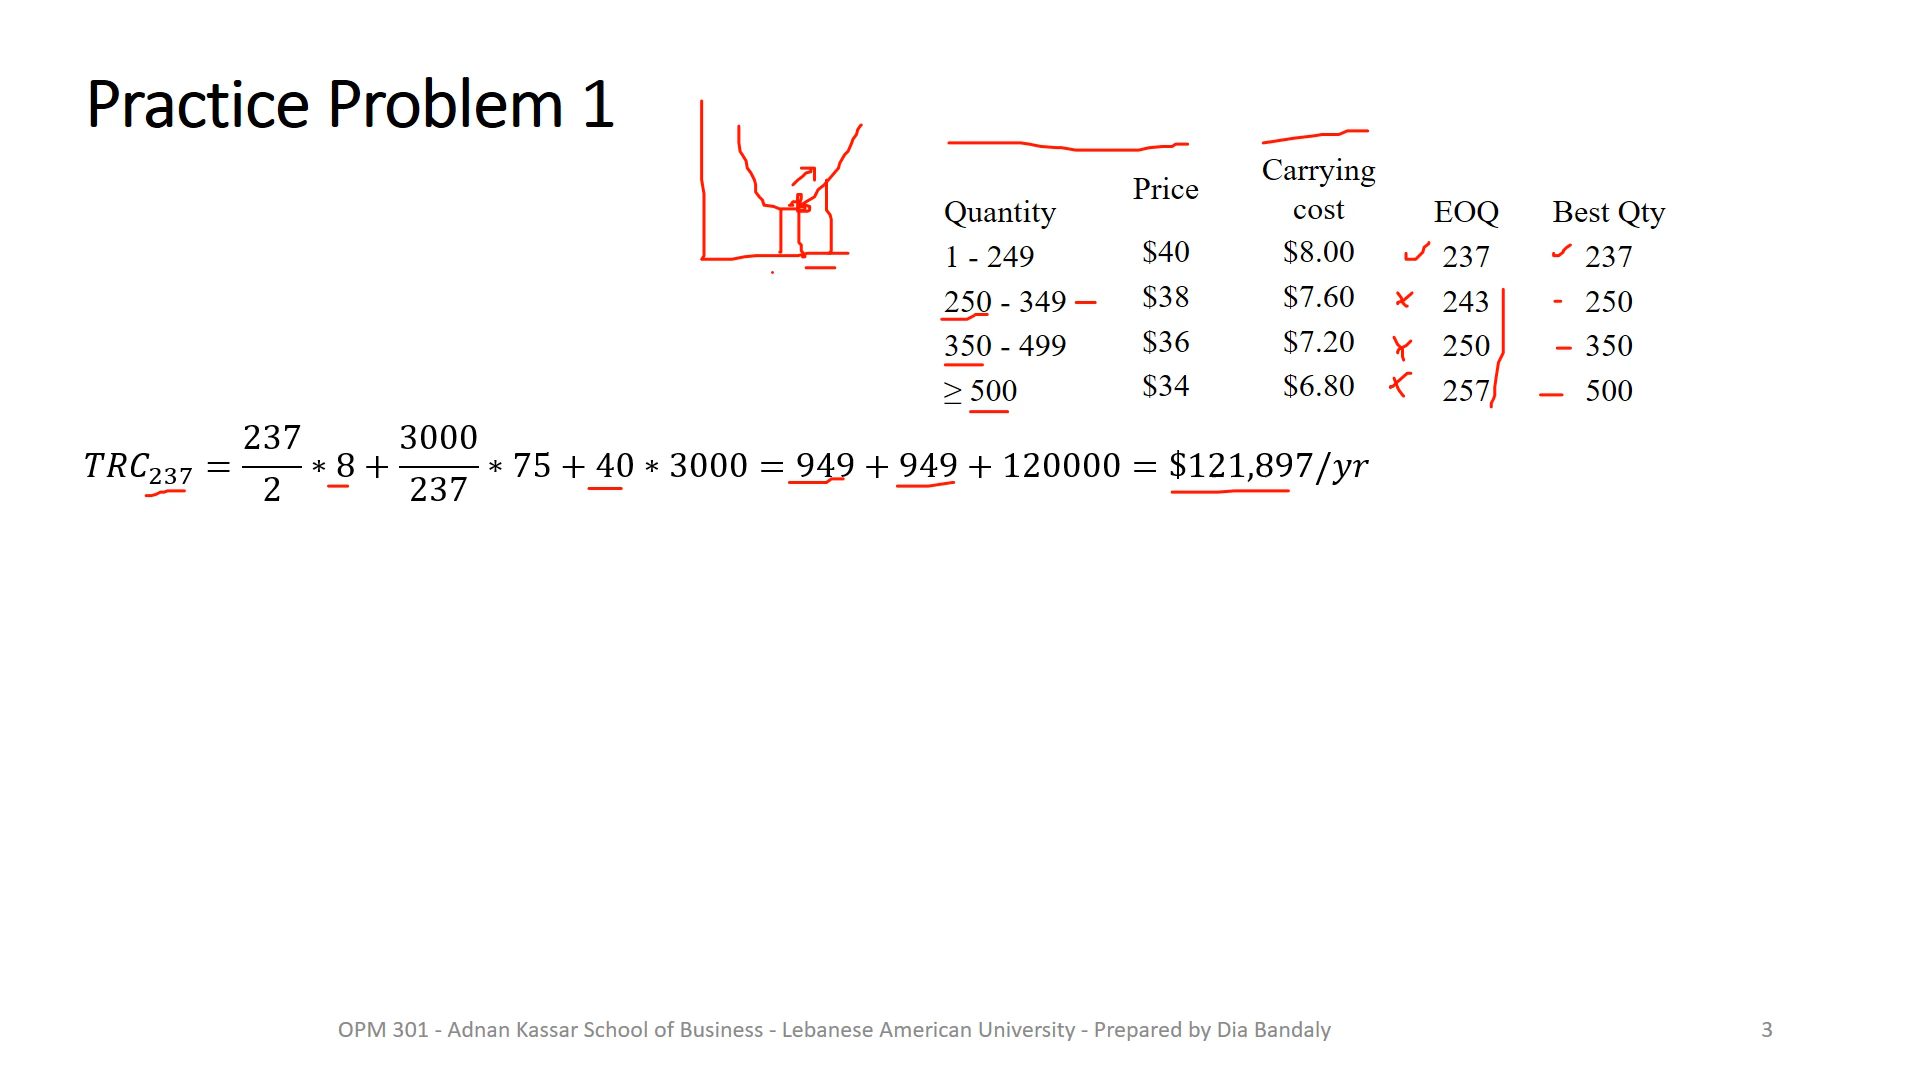 Practice Problem 1
Quantity Price Carrying cost EOQ Best Qty
1 - 249 $40 $8.00 237 237
250 - 349 $38 $7.60 243 250
350 - 499 $36 $7.20 250 350
≥ 500 $34 $6.80 257 500
TRC₂₃₇ = 237/2 * 8 + 3000/237 * 75 + 40 * 3000 = 949 + 949 + 120000 = $121,897/yr
OPM 301 - Adnan Kassar School of Business - Lebanese American University - Prepared by Dia Bandaly
3